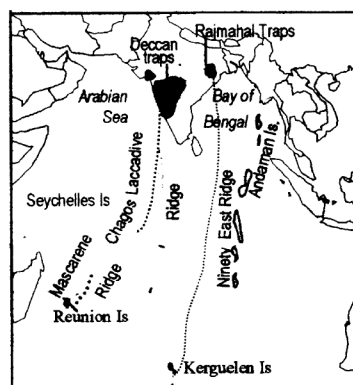 Rajmahal Traps
Deccan
traps
Arabian
Sea
Bay of
Bengal
Andaman Is.
Chagos Laccadive
Ridge
Seychelles Is
Ninety East Ridge
Mascarene
Ridge
Reunion Is
Kerguelen Is